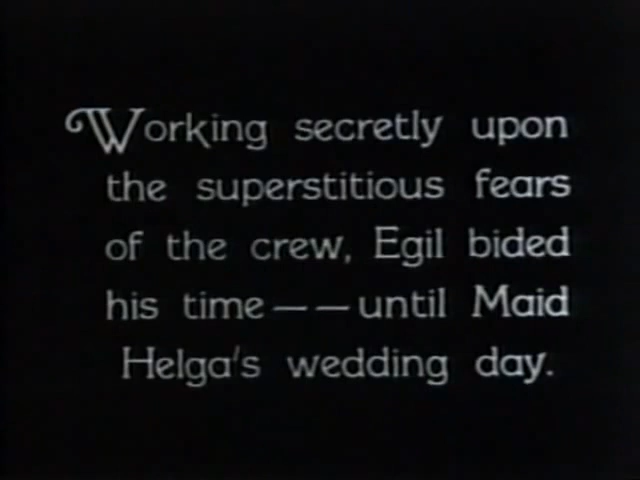 Working secretly upon
the superstitious fears
of the crew, Egil bided
his time — — until Maid
Helga's wedding day.